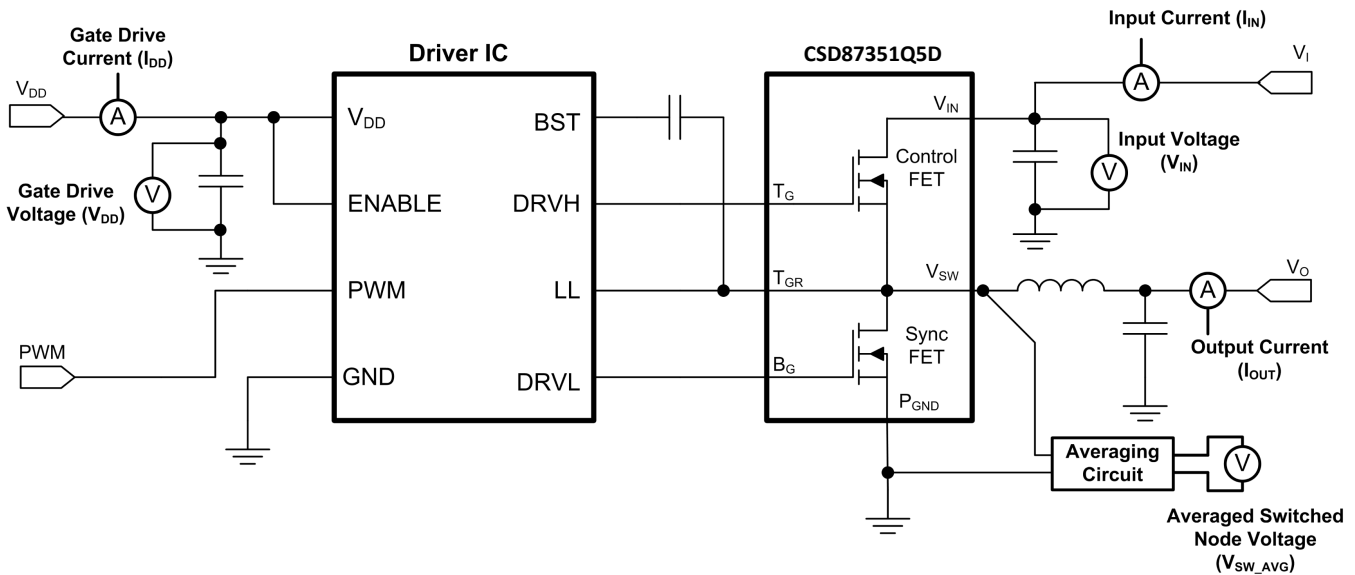 Gate Drive
Current (IDD)
VDD
A
V
Gate Drive
Voltage (VDD)
PWM
Driver IC
VDD
ENABLE
PWM
GND
BST
DRVH
LL
DRVL
CSD87351Q5D
VIN
Control
FET
TG
TGR
VSW
Sync
FET
BG
PGND
Input Current (IIN)
A
VI
Input Voltage
(VIN)
V
VO
A
Output Current
(IOUT)
Averaging
Circuit
V
Averaged Switched
Node Voltage
(VSW_AVG)